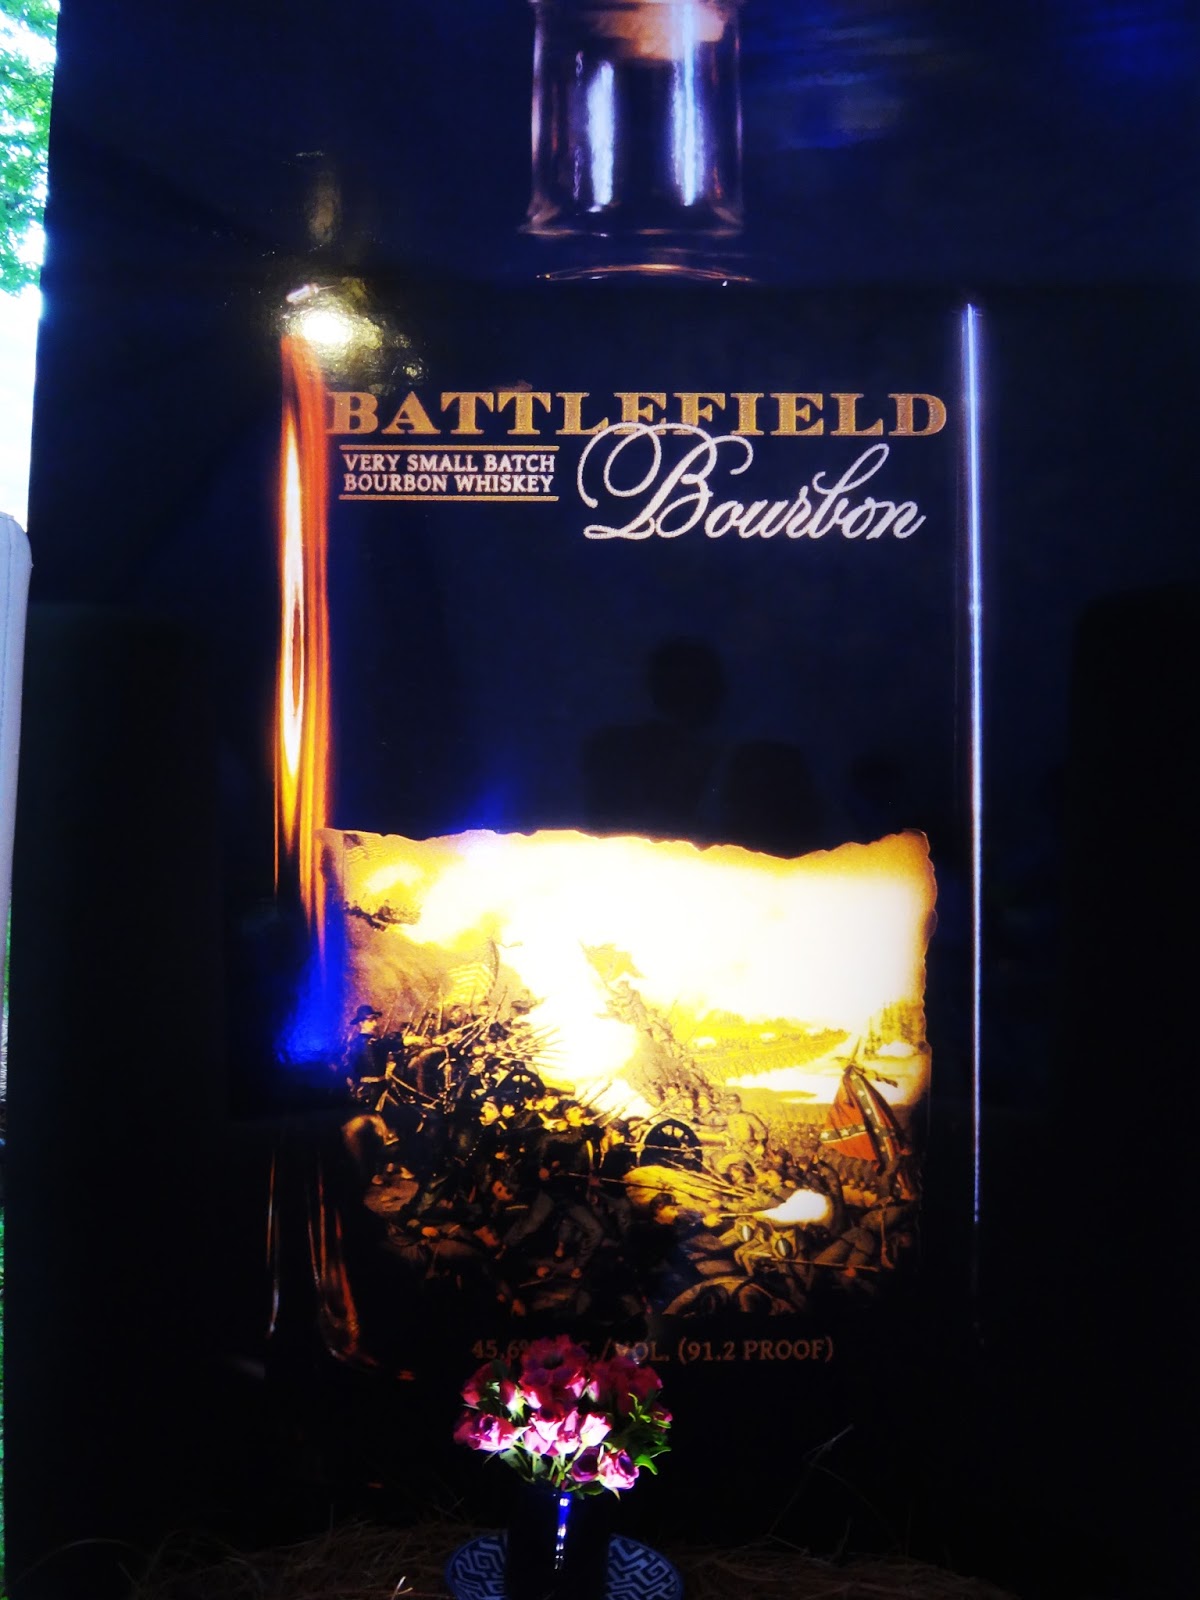 BATTLEFIELD
Bourbon
VERY SMALL BATCH
BOURBON WHISKEY
45.6% /VOL. (91.2 PROOF)